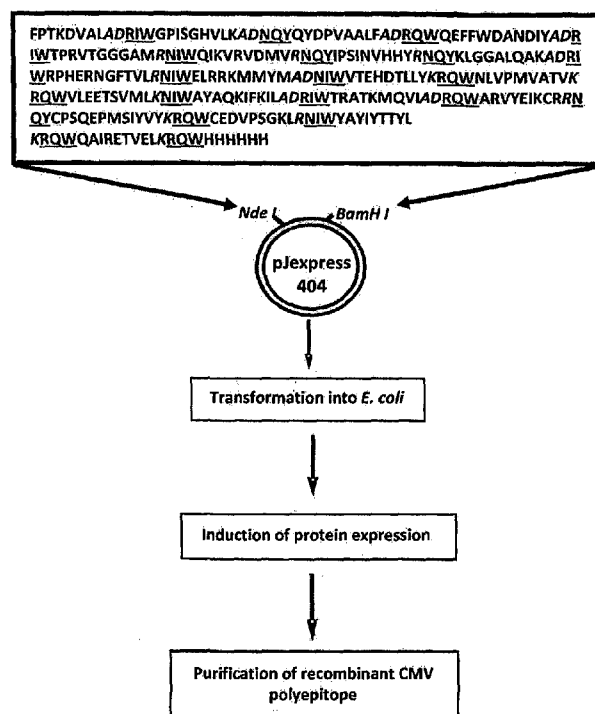 FPTKDVALADRIWGPISGHVLKADNQYQYDPVAALFADRQWQEFFWDANDIYADR
IWTPRVTGGGAMRNIWQIKVRVDMVRNQYIPSINVHHYRNQYKLGGALQAKADRI
WRPHERNGFTVLRNIWELRRKMMYMADNIWVTEHDTLLYKRQWNLVPMVATVK
RQWVLEETSVMLKNIWAYAQKIFKILADRIWTRATKMQVLADRQWARVYEIKCRRN
QYCPSQEPMSIYVYKRQWCEDVPSGKLRNIWYAYIYTTYL
KRQWQAIRETVELKRQWHHHHHH
Nde I
BamH I
pJexpress
404
Transformation into E. coli
Induction of protein expression
Purification of recombinant CMV
polyepitope